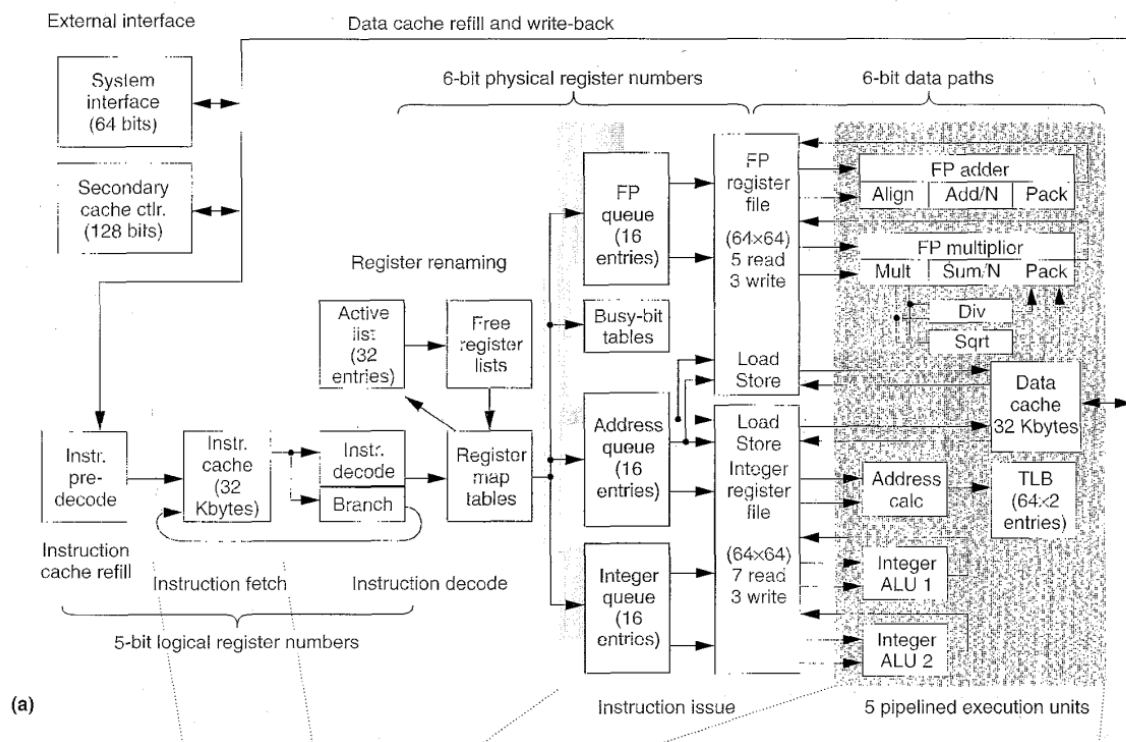 External interface
Data cache refill and write-back
System
interface
(64 bits)
Secondary
cache ctlr.
(128 bits)
6-bit physical register numbers
6-bit data paths
FP
queue
(16
entries)
FP
register
file
(64×64)
5 read
3 write
Load
Store
FP adder
Align
Add/N
Pack
FP multiplior
Mult
Sum/N
Pack
Div
Sqrt
Register renaming
Active
list
(32
entries)
Free
register
lists
Busy-bit
tables
Data
cache
32 Kbytes
Instr.
pre-
decode
Instr.
cache
(32
Kbytes)
Instr.
decode
Branch
Register
map
tables
Address
queue
(16
entries)
Load
Store
Integer
register
file
(64×64)
7 read
3 write
Address
calc
TLB
(64×2
entries)
Instruction
cache refill
Instruction fetch
Instruction decode
Integer
queue
(16
entrics)
Integer
ALU 1
Integer
ALU 2
5-bit logical register numbers
(a)
Instruction issue
5 pipelined execution units